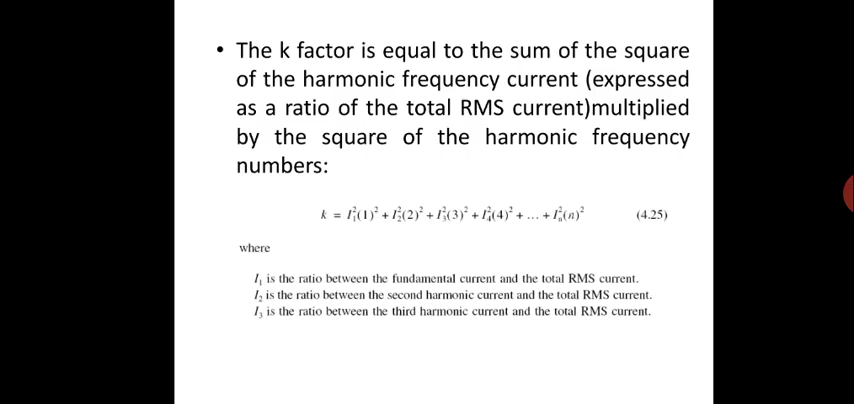 • The k factor is equal to the sum of the square
of the harmonic frequency current (expressed
as a ratio of the total RMS current)multiplied
by the square of the harmonic frequency
numbers:
k = I₁²(1)² + I₂²(2)² + I₃²(3)² + I₄²(4)² + … + Iₙ²(n)² (4.25)
where
I₁ is the ratio between the fundamental current and the total RMS current.
I₂ is the ratio between the second harmonic current and the total RMS current.
I₃ is the ratio between the third harmonic current and the total RMS current.